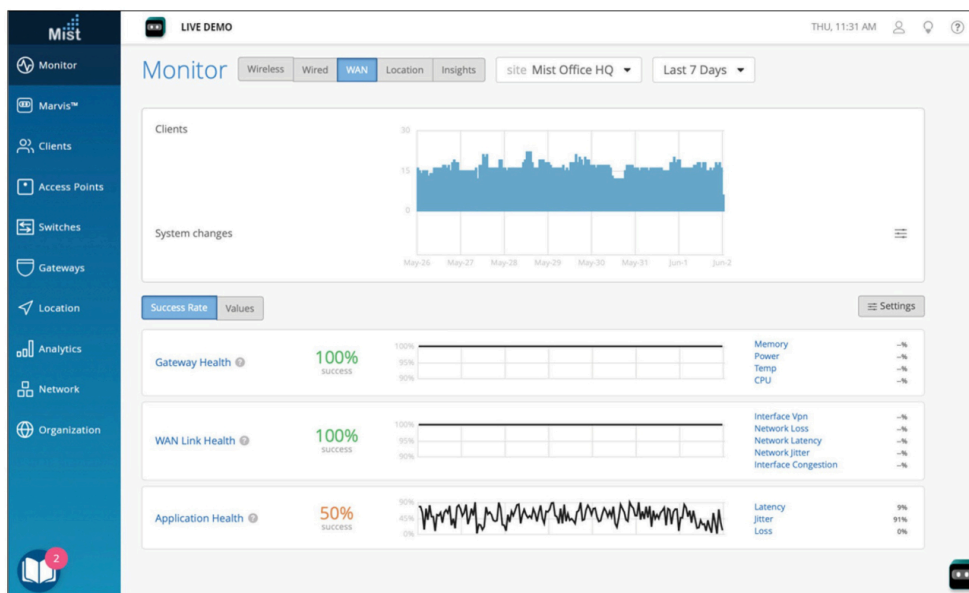 Mist
LIVE DEMO
THU, 11:31 AM
Monitor
Marvis™
Clients
Access Points
Switches
Gateways
Location
Analytics
Network
Organization
2
Monitor
Wireless Wired WAN Location Insights
site Mist Office HQ
Last 7 Days
Clients
30
15
0
System changes
May-26 May-27 May-28 May-29 May-30 May-31 Jun-1 Jun-2
Success Rate Values
Settings
Gateway Health ?
100%
success
100%
95%
90%
Memory --%
Power --%
Temp --%
CPU --%
WAN Link Health ?
100%
success
100%
95%
90%
Interface Vpn --%
Network Loss --%
Network Latency --%
Network Jitter --%
Interface Congestion --%
Application Health ?
50%
success
90%
45%
0%
Latency 9%
Jitter 91%
Loss 0%